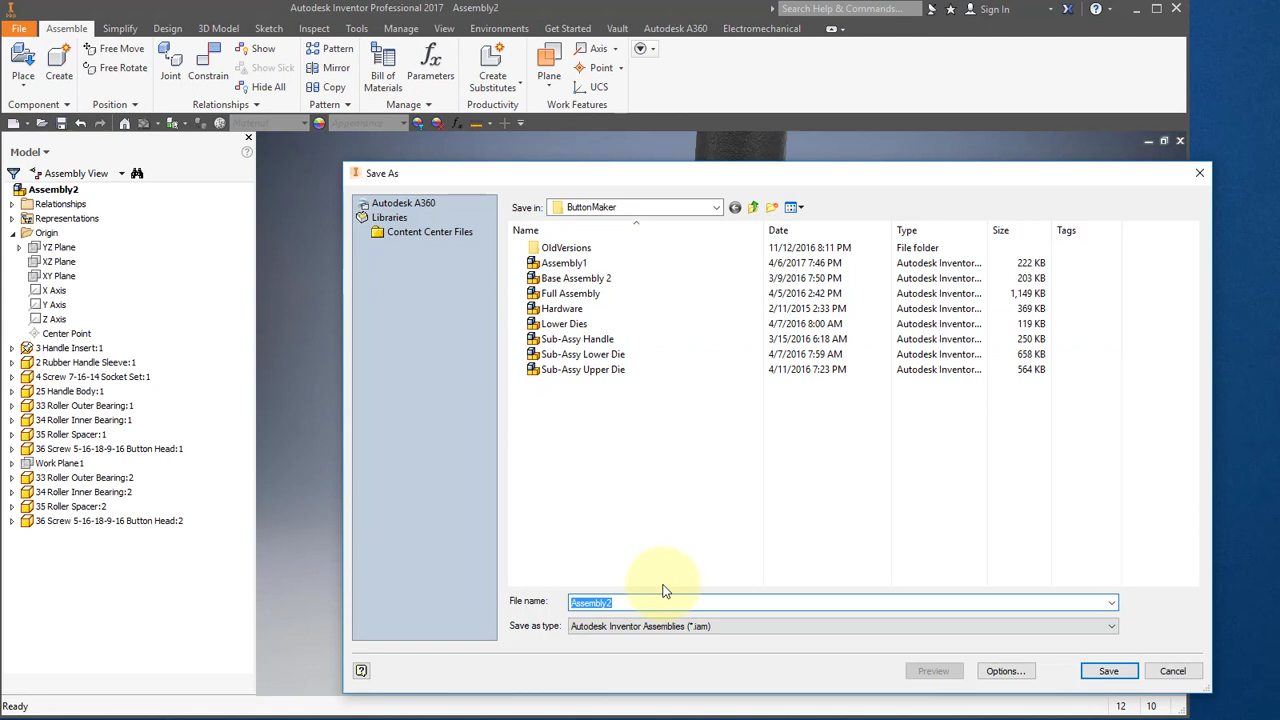 PRO
Autodesk Inventor Professional 2017 Assembly2
Search Help & Commands...
Sign In
File Assemble Simplify Design 3D Model Sketch Inspect Tools Manage View Environments Get Started Vault Autodesk A360 Electromechanical
Place
Create
Free Move
Free Rotate
Joint
Constrain
Show
Show Sick
Hide All
Pattern
Mirror
Copy
Bill of
Materials
Parameters
Create
Substitutes
Plane
Axis
Point
UCS
Component Position Relationships Pattern Manage Productivity Work Features
Material
Appearance
Model
Assembly View
Assembly2
Relationships
Representations
Origin
YZ Plane
XZ Plane
XY Plane
X Axis
Y Axis
Z Axis
Center Point
3 Handle Insert:1
2 Rubber Handle Sleeve:1
4 Screw 7-16-14 Socket Set:1
25 Handle Body:1
33 Roller Outer Bearing:1
34 Roller Inner Bearing:1
35 Roller Spacer:1
36 Screw 5-16-18-9-16 Button Head:1
Work Plane1
33 Roller Outer Bearing:2
34 Roller Inner Bearing:2
35 Roller Spacer:2
36 Screw 5-16-18-9-16 Button Head:2
Save As
Autodesk A360
Libraries
Content Center Files
Save in: ButtonMaker
Name Date Type Size Tags
OldVersions 11/12/2016 8:11 PM File folder
Assembly1 4/6/2017 7:46 PM Autodesk Inventor... 222 KB
Base Assembly 2 3/9/2016 7:50 PM Autodesk Inventor... 203 KB
Full Assembly 4/5/2016 2:42 PM Autodesk Inventor... 1,149 KB
Hardware 2/11/2015 2:33 PM Autodesk Inventor... 369 KB
Lower Dies 4/7/2016 8:00 AM Autodesk Inventor... 119 KB
Sub-Assy Handle 3/15/2016 6:18 AM Autodesk Inventor... 250 KB
Sub-Assy Lower Die 4/7/2016 7:59 AM Autodesk Inventor... 658 KB
Sub-Assy Upper Die 4/11/2016 7:23 PM Autodesk Inventor... 564 KB
File name: Assembly2
Save as type: Autodesk Inventor Assemblies (*.iam)
Preview Options... Save Cancel
Ready 12 10